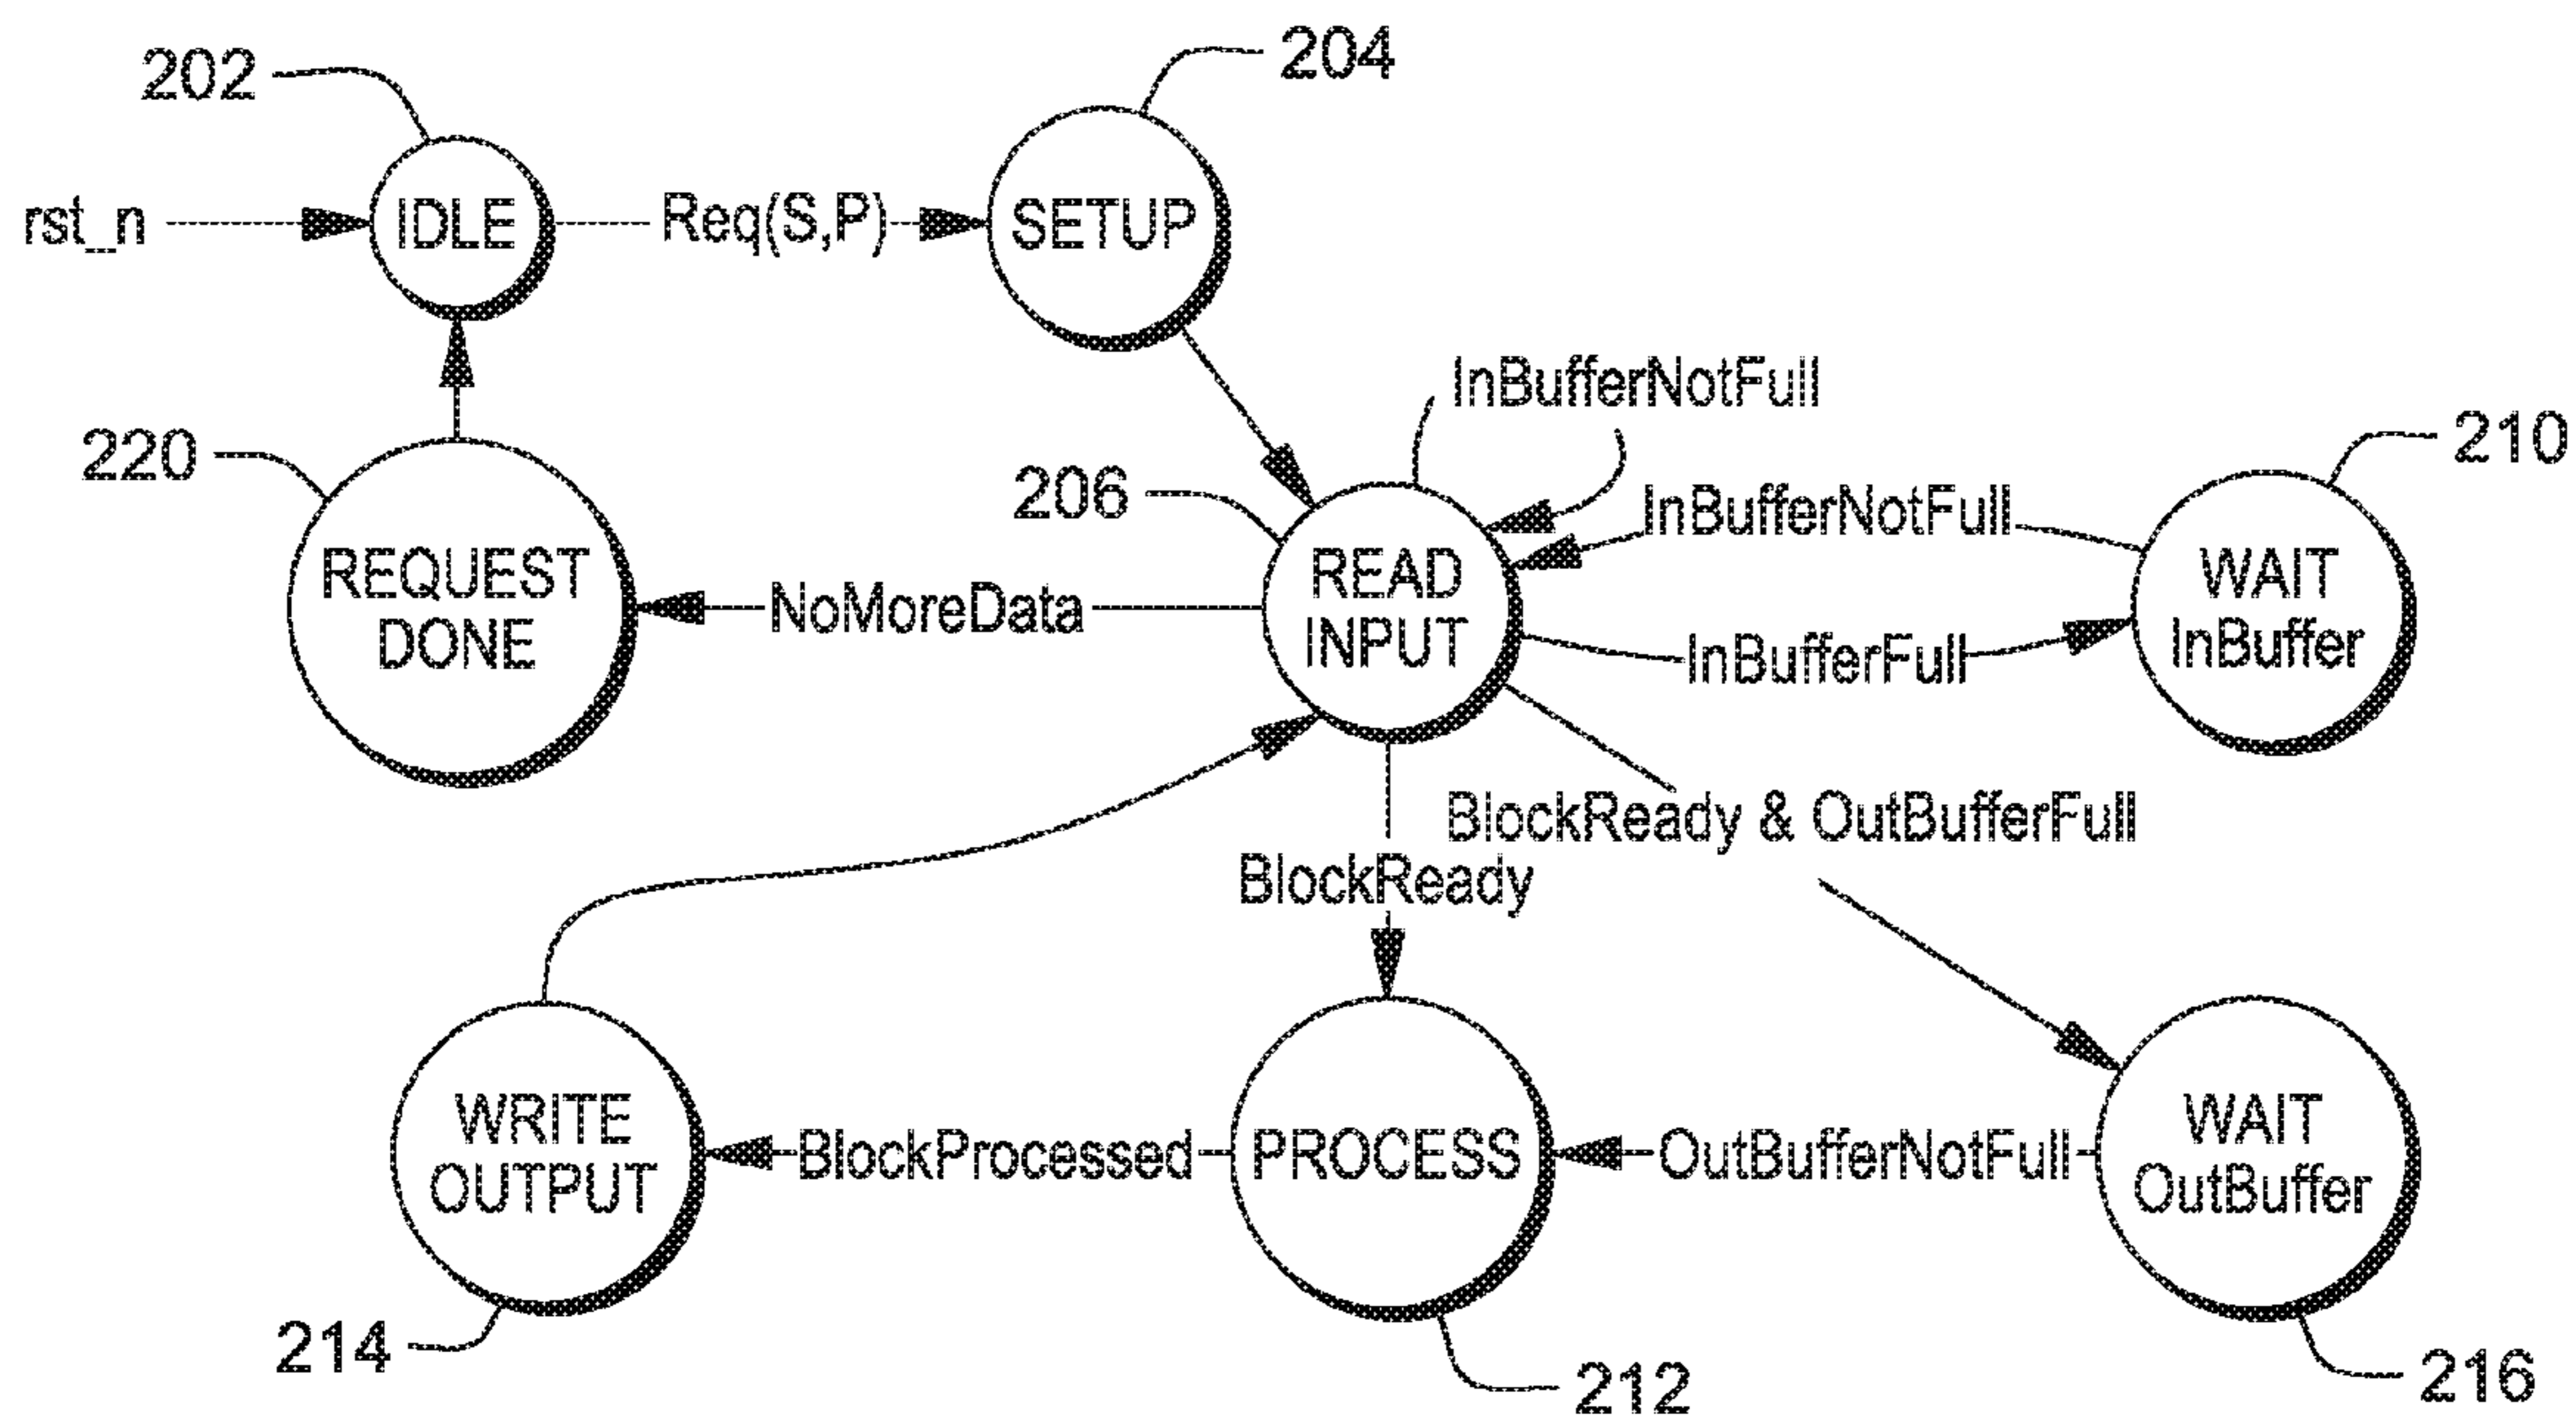 202
204
rst_n
IDLE
Req(S,P)
SETUP
InBufferNotFull
220
206
210
InBufferNotFull
REQUEST
DONE
NoMoreData
READ
INPUT
WAIT
InBuffer
InBufferFull
BlockReady & OutBufferFull
BlockReady
WRITE
OUTPUT
BlockProcessed
PROCESS
OutBufferNotFull
WAIT
OutBuffer
214
212
216